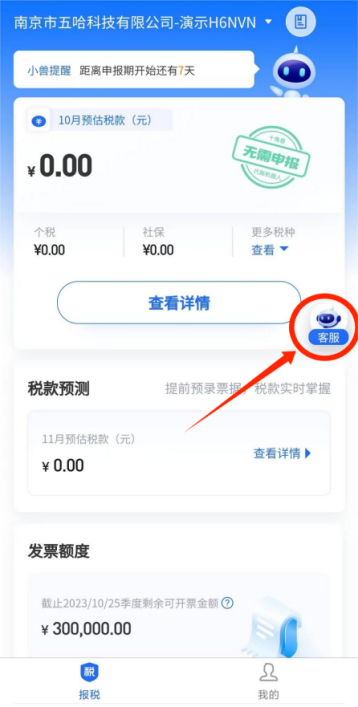 南京市五哈科技有限公司-演示H6NVN
小兽提醒 距离申报期开始还有7天
10月预估税款（元）
¥ 0.00
无需申报
个税 社保 更多税种
¥0.00 ¥0.00 查看
查看详情
客服
税款预测 提前预录票据，税款实时掌握
11月预估税款（元）
¥ 0.00
查看详情
发票额度
截止2023/10/25季度剩余可开票金额
¥ 300,000.00
税
报税 我的